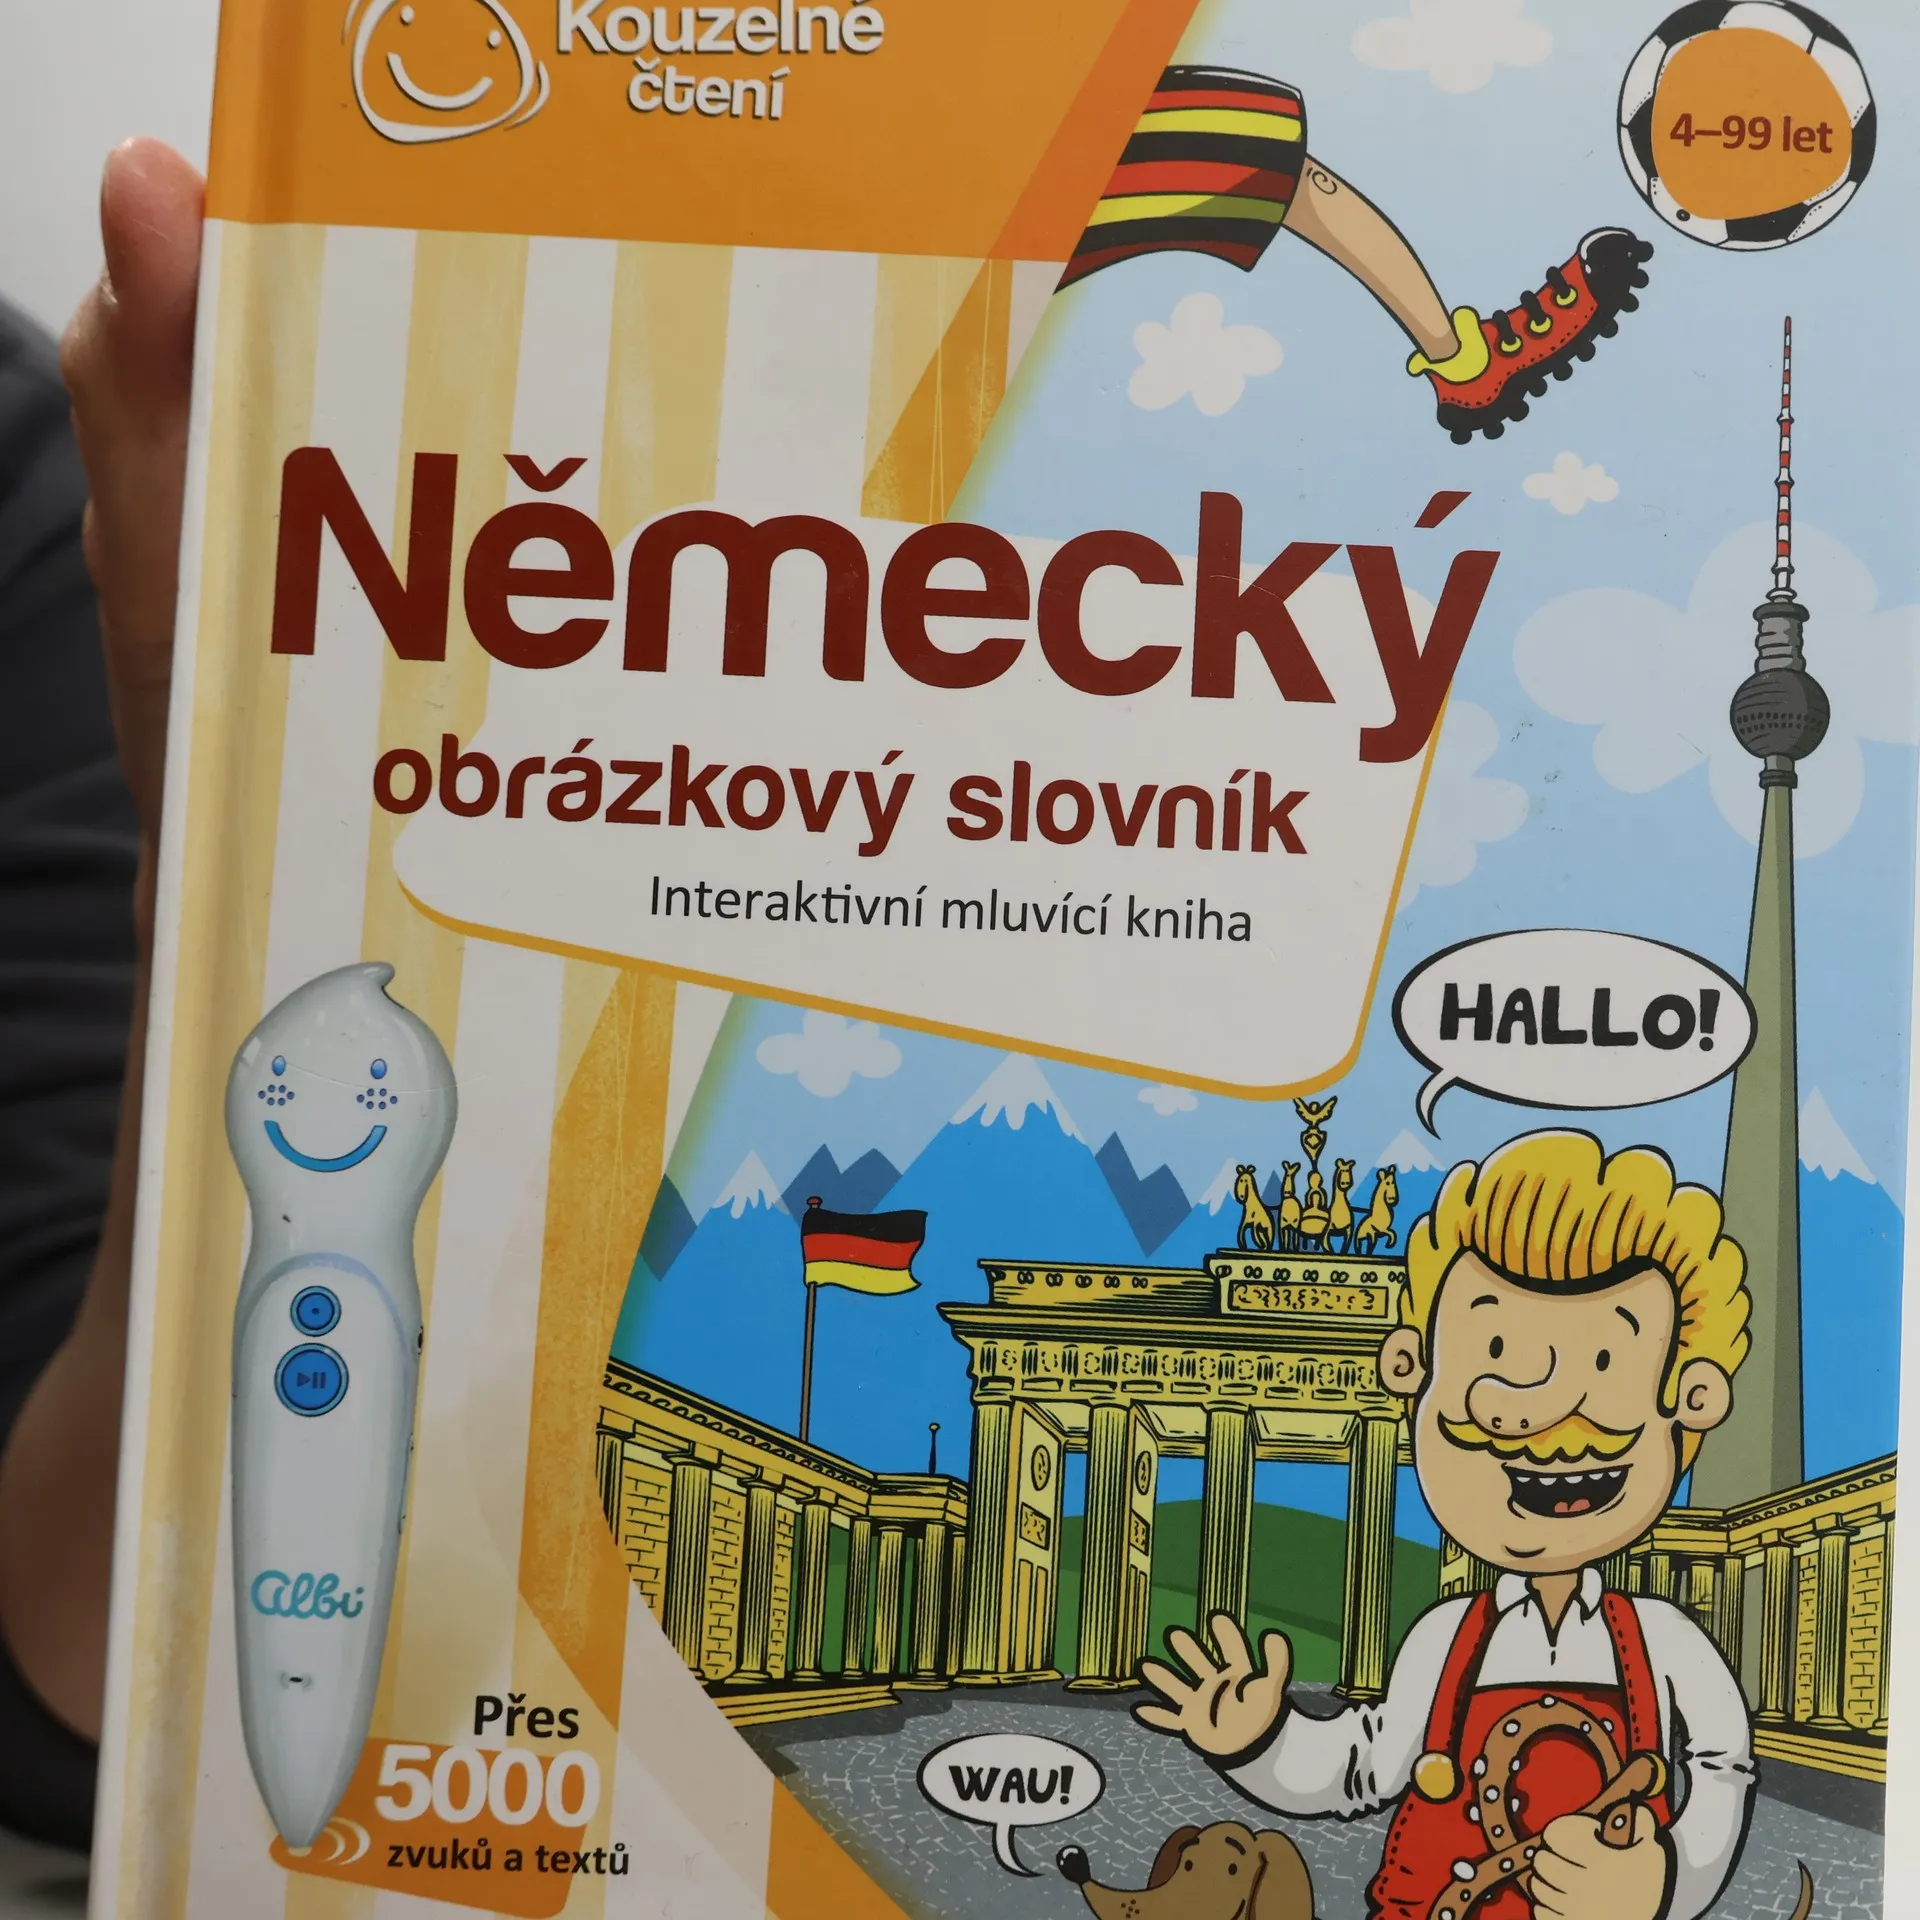 Kouzelné
čtení
4–99 let
Německý
obrázkový slovník
Interaktivní mluvící kniha
HALLO!
albi
Přes
5000
zvuků a textů
WAU!